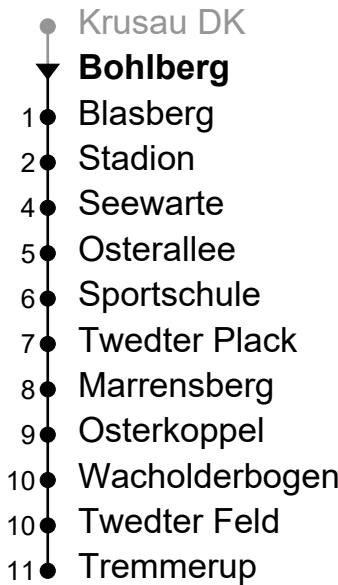 Krusau DK
Bohlberg
1 Blasberg
2 Stadion
4 Seewarte
5 Osterallee
6 Sportschule
7 Twedter Plack
8 Marrensberg
9 Osterkoppel
10 Wacholderbogen
10 Twedter Feld
11 Tremmerup